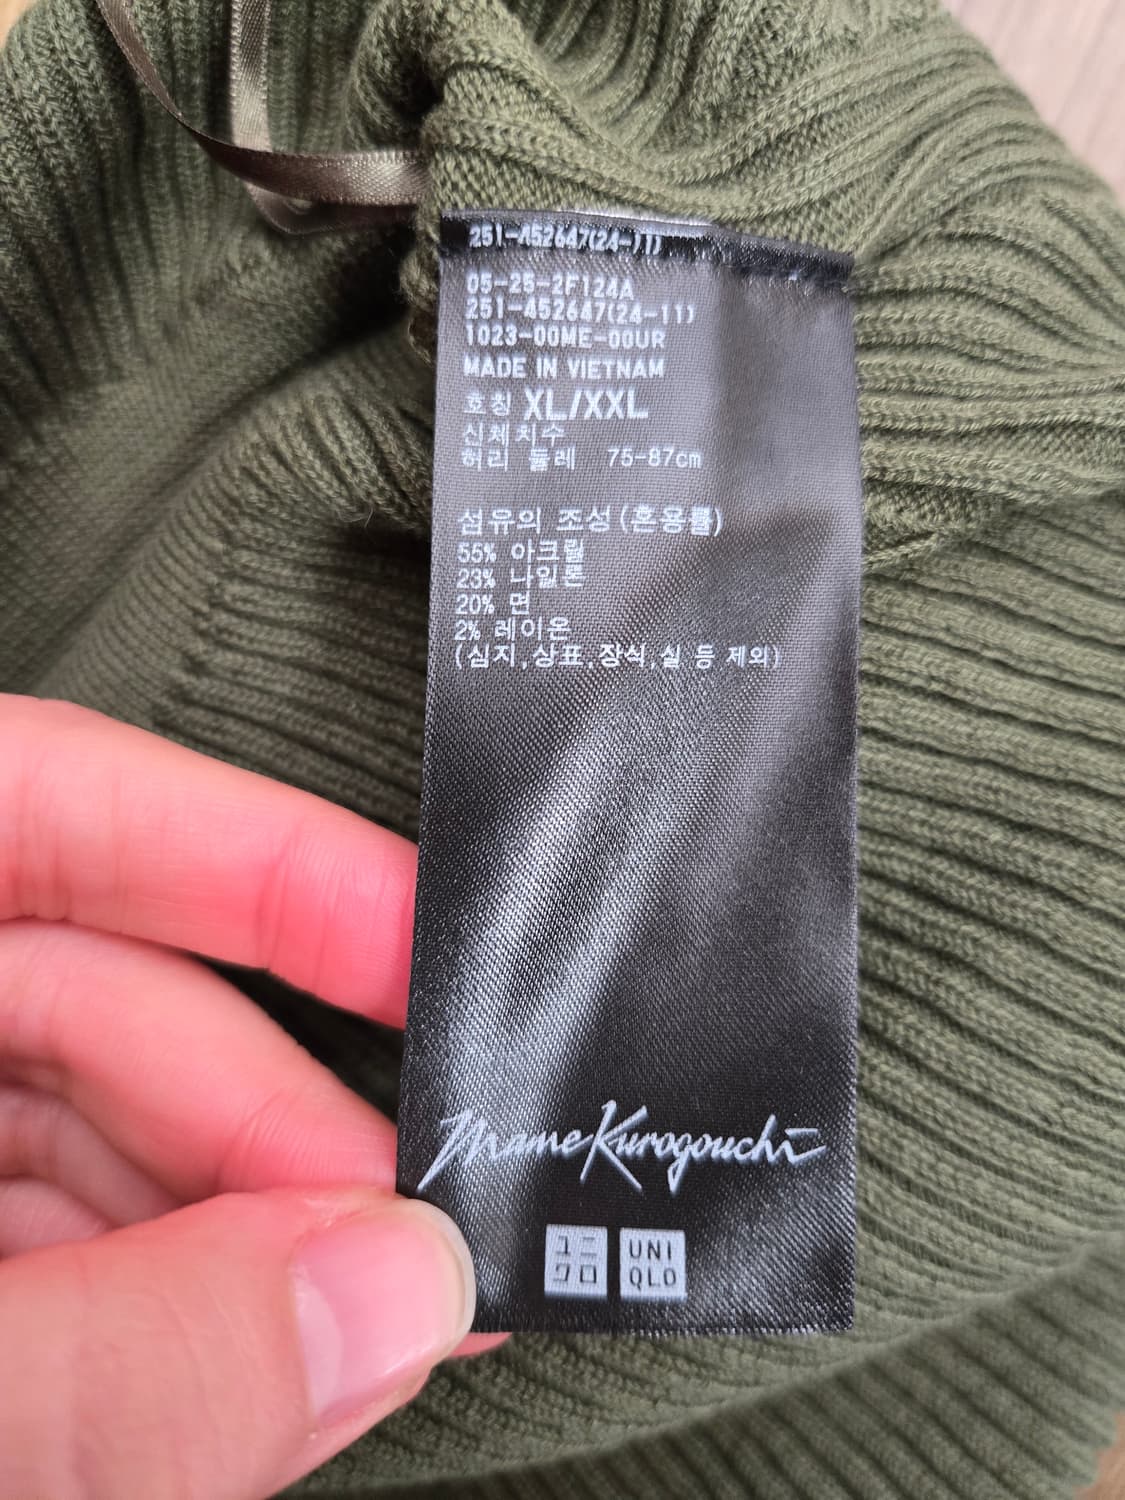 251-452647(24-11)
05-25-2F124A
251-452647(24-11)
1023-00ME-00UR
MADE IN VIETNAM
호칭 XL/XXL
신체치수
허리 둘레 75-87cm
섬유의 조성(혼용률)
55% 아크릴
23% 나일론
20% 면
2% 레이온
(심지,상표,장식,실 등 제외)
Mame Kurogouchi
ユニ UNI
クロ QLO